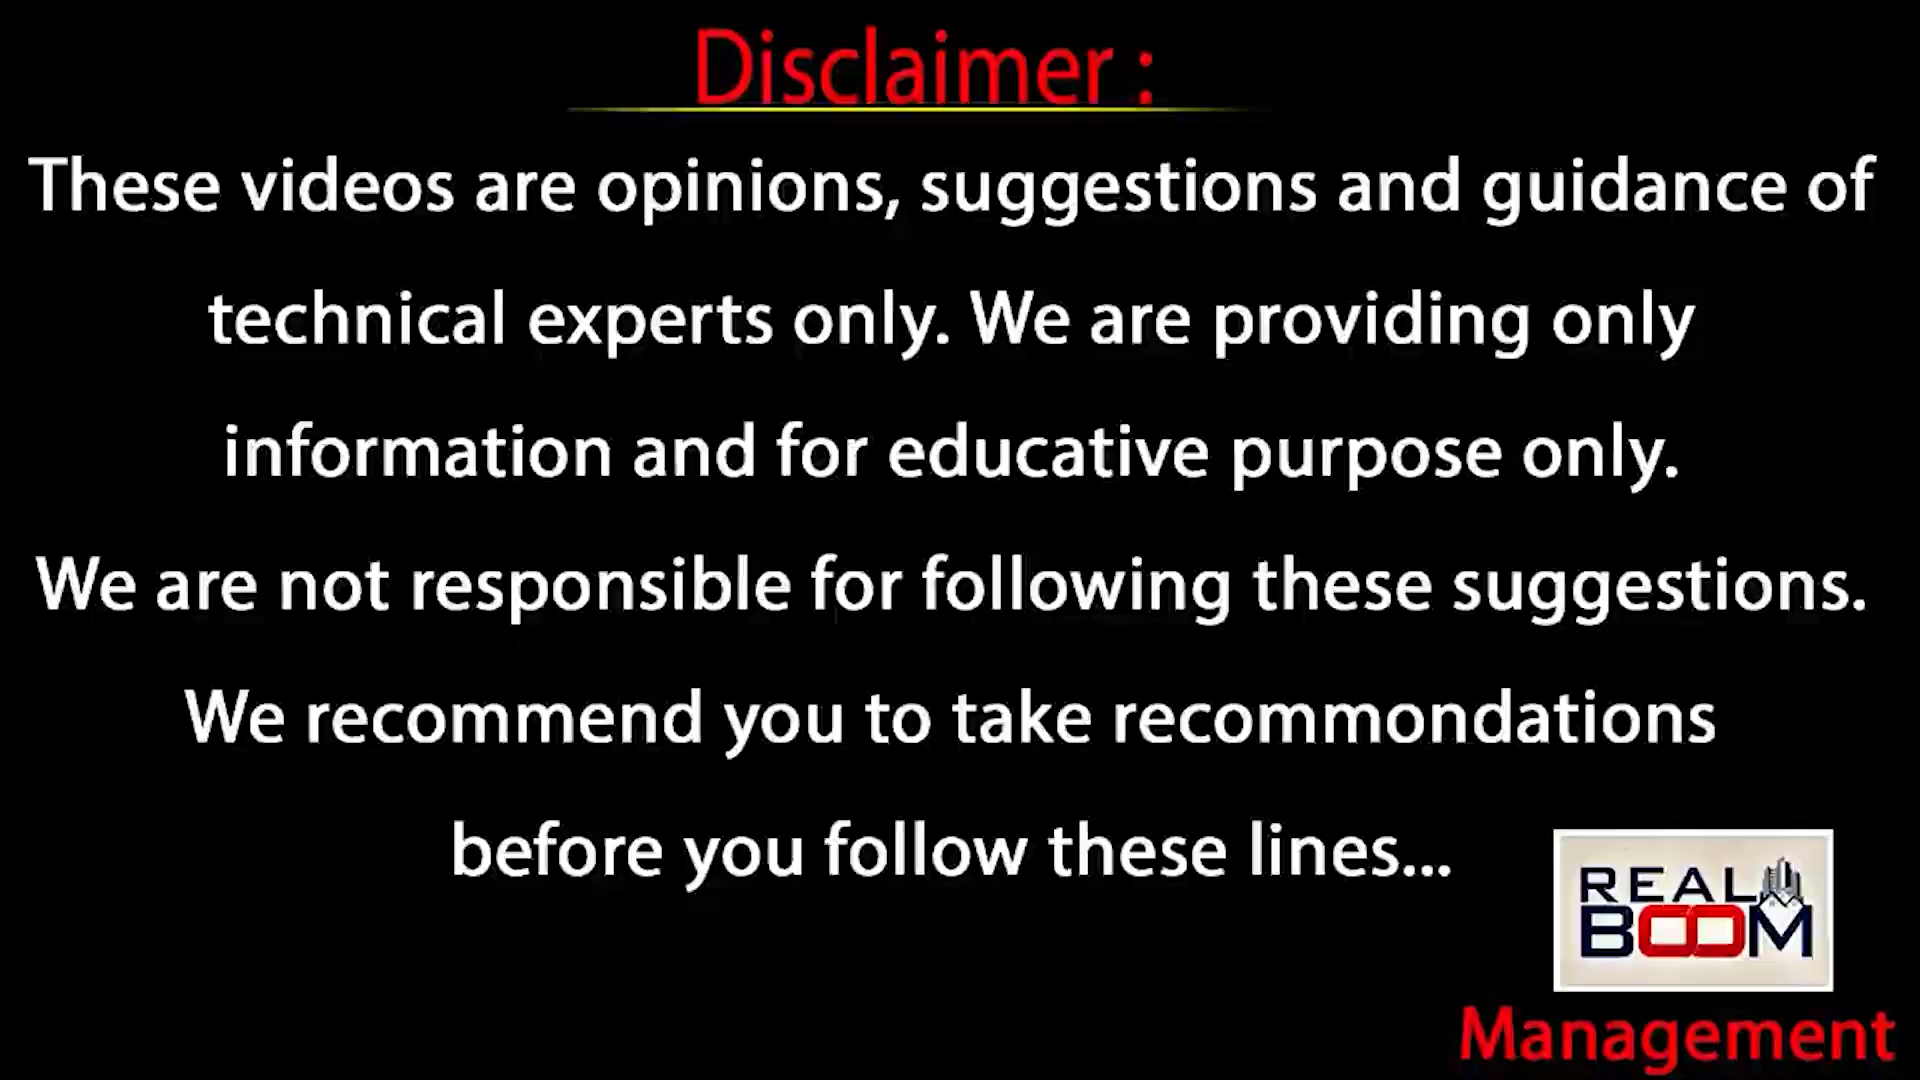 Disclaimer :
These videos are opinions, suggestions and guidance of
technical experts only. We are providing only
information and for educative purpose only.
We are not responsible for following these suggestions.
We recommend you to take recommondations
before you follow these lines...
REAL
BOOM
Management